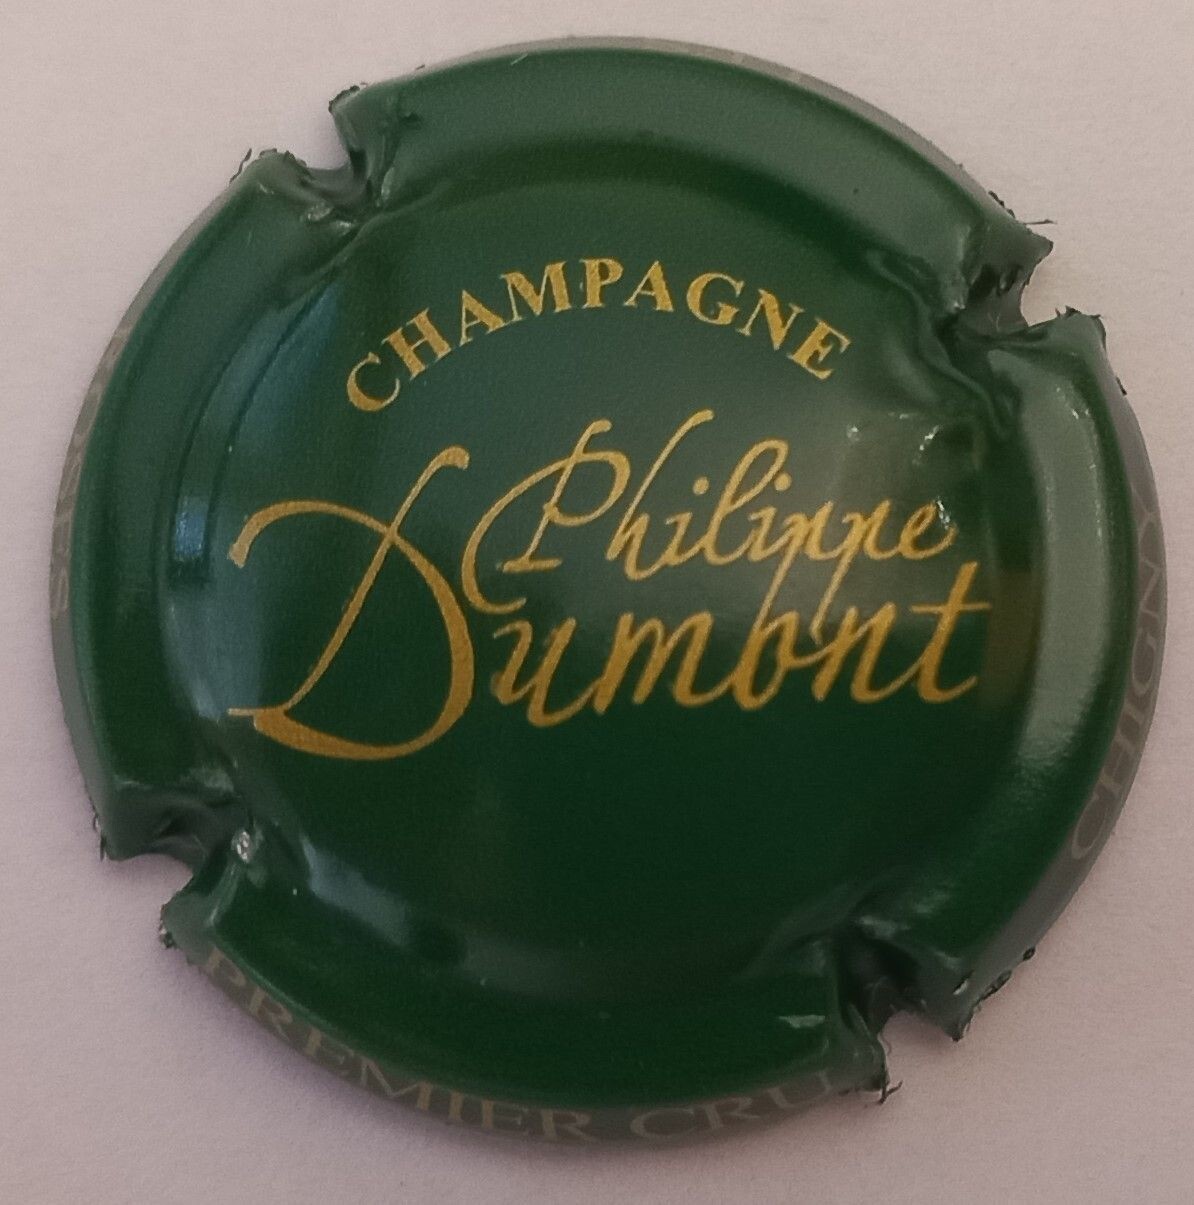 CHAMPAGNE
Philippe
Dumont
CHIGNY
PREMIER CRU